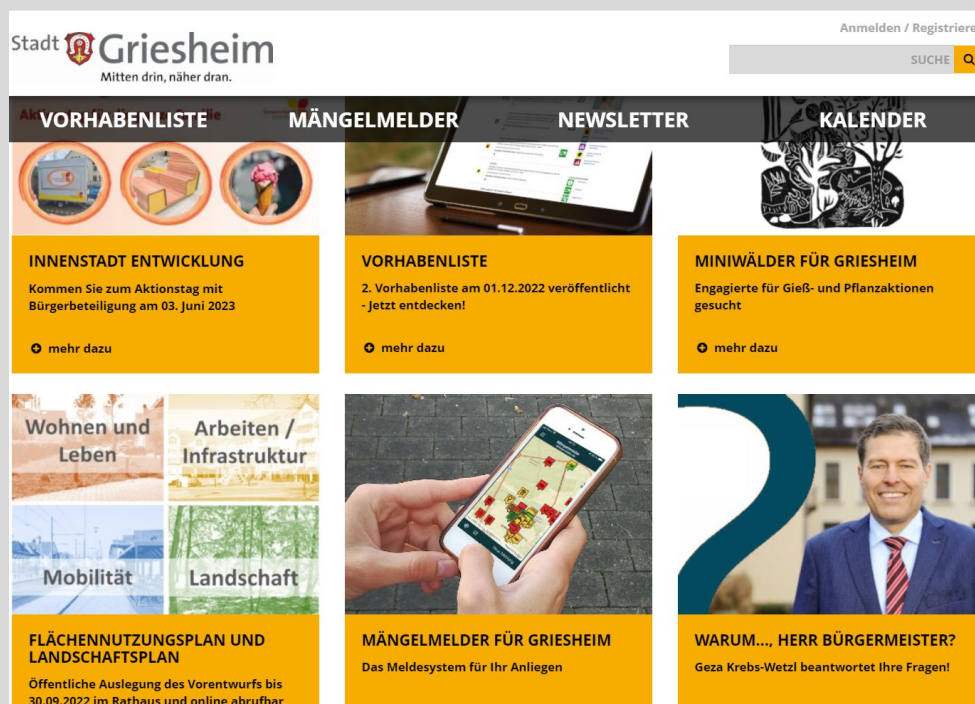 Anmelden / Registriere
Stadt Griesheim
Mitten drin, näher dran.
SUCHE
VORHABENLISTE
MÄNGELMELDER
NEWSLETTER
KALENDER
INNENSTADT ENTWICKLUNG
Kommen Sie zum Aktionstag mit
Bürgerbeteiligung am 03. Juni 2023
mehr dazu
VORHABENLISTE
2. Vorhabenliste am 01.12.2022 veröffentlicht
- Jetzt entdecken!
mehr dazu
MINIWÄLDER FÜR GRIESHEIM
Engagierte für Gieß- und Pflanzaktionen
gesucht
mehr dazu
Wohnen und
Leben
Arbeiten /
Infrastruktur
Mobilität
Landschaft
FLÄCHENNUTZUNGSPLAN UND
LANDSCHAFTSPLAN
Öffentliche Auslegung des Vorentwurfs bis
30.09.2022 im Rathaus und online abrufbar
MÄNGELMELDER FÜR GRIESHEIM
Das Meldesystem für Ihr Anliegen
WARUM..., HERR BÜRGERMEISTER?
Geza Krebs-Wetzl beantwortet Ihre Fragen!